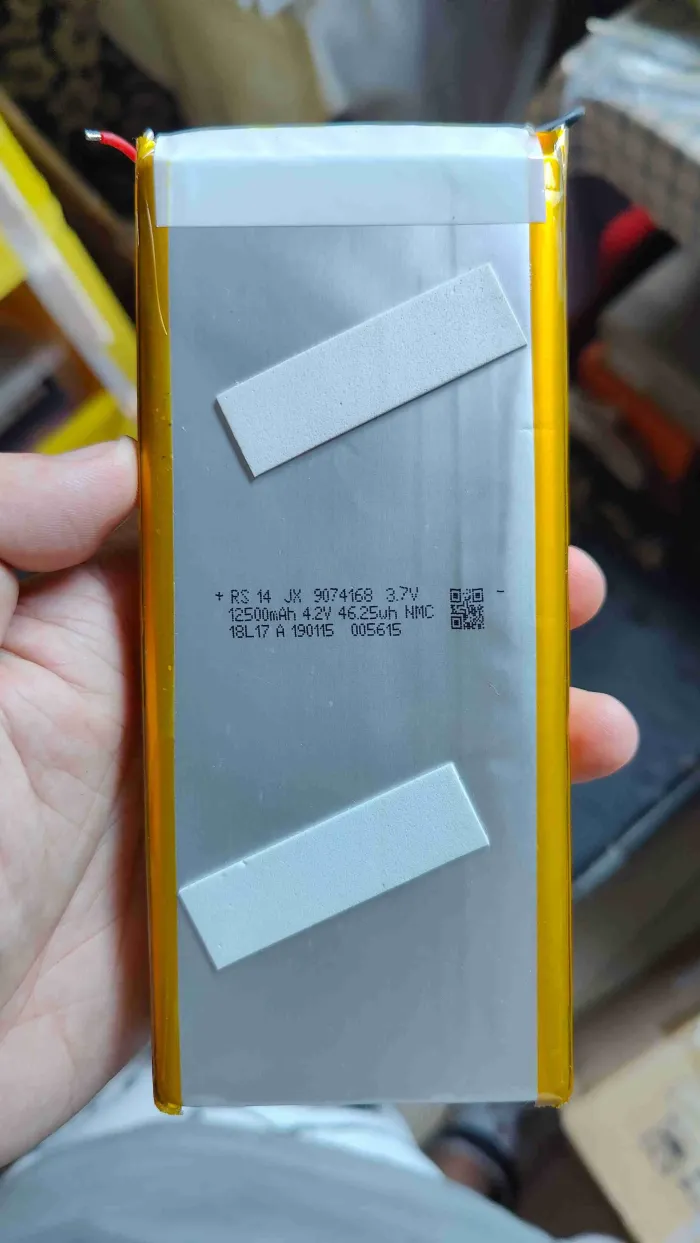 + RS 14 JX 9074168 3.7V -
12500mAh 4.2V 46.25wh NMC
18L17 A 190115 005615